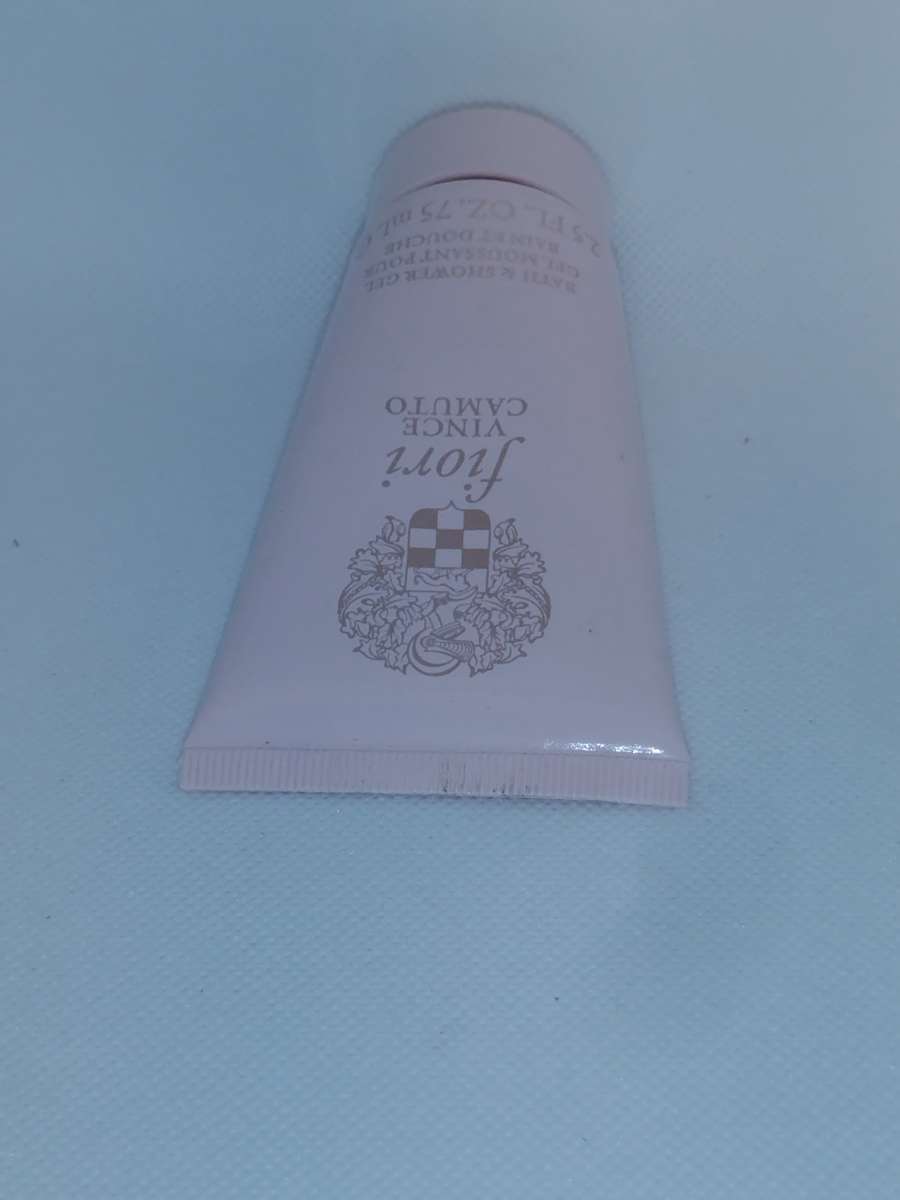 fiori
VINCE
CAMUTO
BATH & SHOWER GEL
GEL MOUSSANT POUR
BAIN ET DOUCHE
2.5 FL. OZ. 75 mL